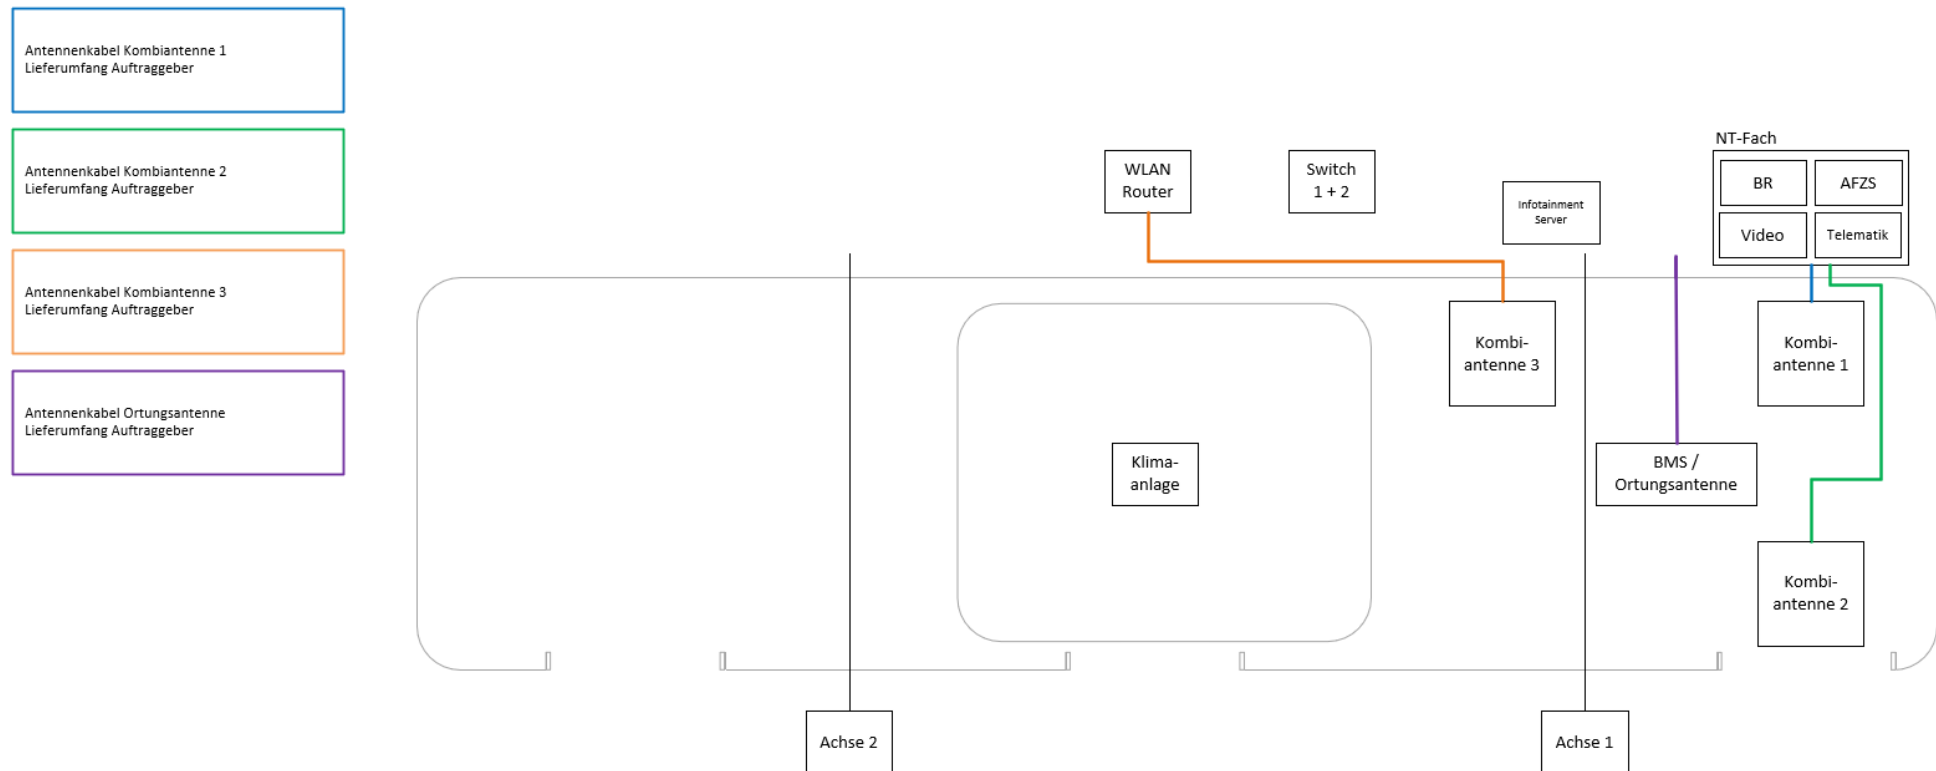 Antennenkabel Kombiantenne 1
Lieferumfang Auftraggeber
Antennenkabel Kombiantenne 2
Lieferumfang Auftraggeber
Antennenkabel Kombiantenne 3
Lieferumfang Auftraggeber
Antennenkabel Ortungsantenne
Lieferumfang Auftraggeber
WLAN
Router
Switch
1 + 2
Infotainment
Server
NT-Fach
BR
AFZS
Video
Telematik
Kombi-
antenne 3
Kombi-
antenne 1
Klima-
anlage
BMS /
Ortungsantenne
Kombi-
antenne 2
Achse 2
Achse 1